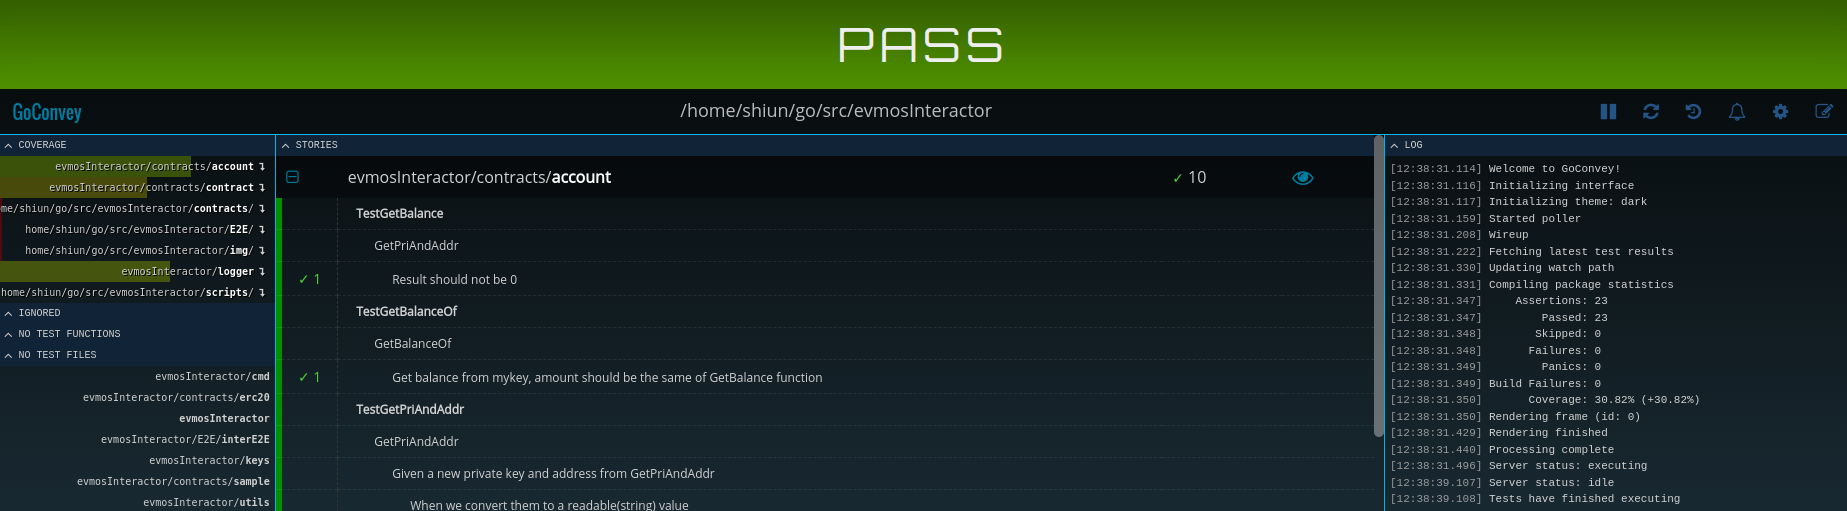 PASS
GoConvey
/home/shiun/go/src/evmosInteractor
COVERAGE
evmosInteractor/contracts/account
evmosInteractor/contracts/contract
me/shiun/go/src/evmosInteractor/contracts/
home/shiun/go/src/evmosInteractor/E2E/
home/shiun/go/src/evmosInteractor/img/
evmosInteractor/logger
home/shiun/go/src/evmosInteractor/scripts/
IGNORED
NO TEST FUNCTIONS
NO TEST FILES
evmosInteractor/cmd
evmosInteractor/contracts/erc20
evmosInteractor
evmosInteractor/E2E/interE2E
evmosInteractor/keys
evmosInteractor/contracts/sample
evmosInteractor/utils
STORIES
evmosInteractor/contracts/account ✓ 10
TestGetBalance
GetPriAndAddr
✓ 1 Result should not be 0
TestGetBalanceOf
GetBalanceOf
✓ 1 Get balance from mykey, amount should be the same of GetBalance function
TestGetPriAndAddr
GetPriAndAddr
Given a new private key and address from GetPriAndAddr
When we convert them to a readable(string) value
LOG
[12:38:31.114] Welcome to GoConvey!
[12:38:31.116] Initializing interface
[12:38:31.117] Initializing theme: dark
[12:38:31.159] Started poller
[12:38:31.208] Wireup
[12:38:31.222] Fetching latest test results
[12:38:31.330] Updating watch path
[12:38:31.331] Compiling package statistics
[12:38:31.347] Assertions: 23
[12:38:31.347] Passed: 23
[12:38:31.348] Skipped: 0
[12:38:31.348] Failures: 0
[12:38:31.349] Panics: 0
[12:38:31.349] Build Failures: 0
[12:38:31.350] Coverage: 30.82% (+30.82%)
[12:38:31.350] Rendering frame (id: 0)
[12:38:31.429] Rendering finished
[12:38:31.440] Processing complete
[12:38:31.496] Server status: executing
[12:38:39.107] Server status: idle
[12:38:39.108] Tests have finished executing